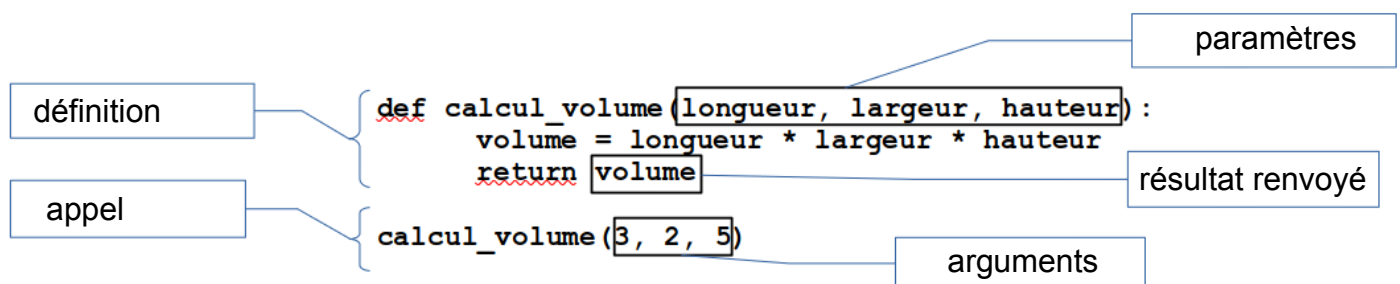 paramètres
définition
def calcul_volume(longueur, largeur, hauteur):
volume = longueur * largeur * hauteur
return volume
résultat renvoyé
appel
calcul_volume(3, 2, 5)
arguments